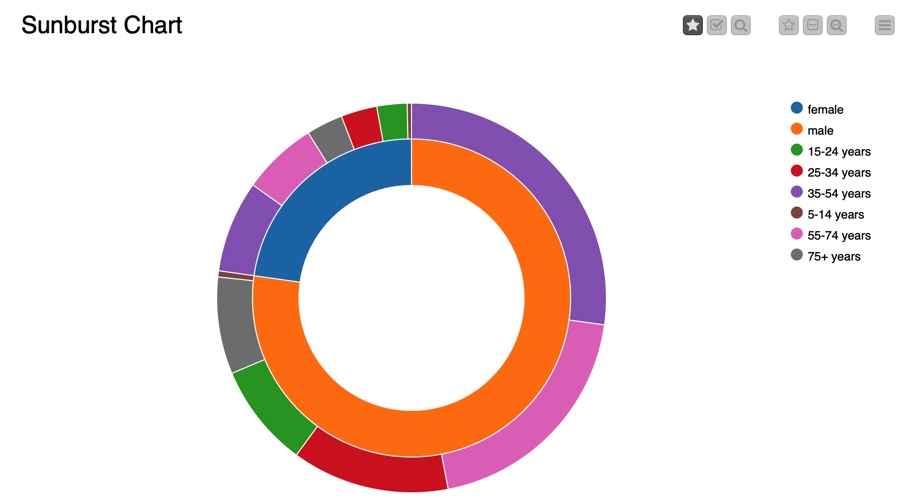 Sunburst Chart
female
male
15-24 years
25-34 years
35-54 years
5-14 years
55-74 years
75+ years